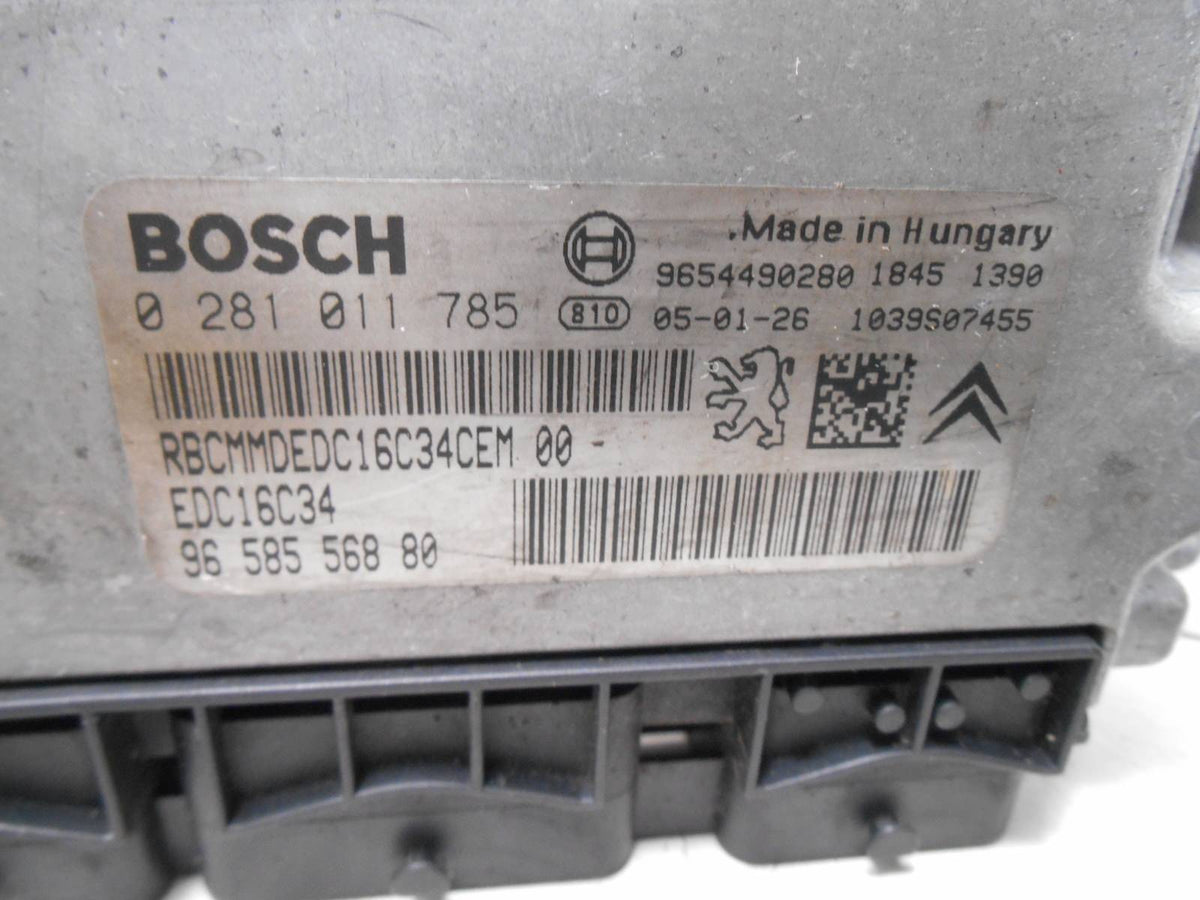 BOSCH
.Made in Hungary
9654490280 1845 1390
0 281 011 785 810 05-01-26 1039S07455
RBCMMDEDC16C34CEM 00 -
EDC16C34
96 585 568 80